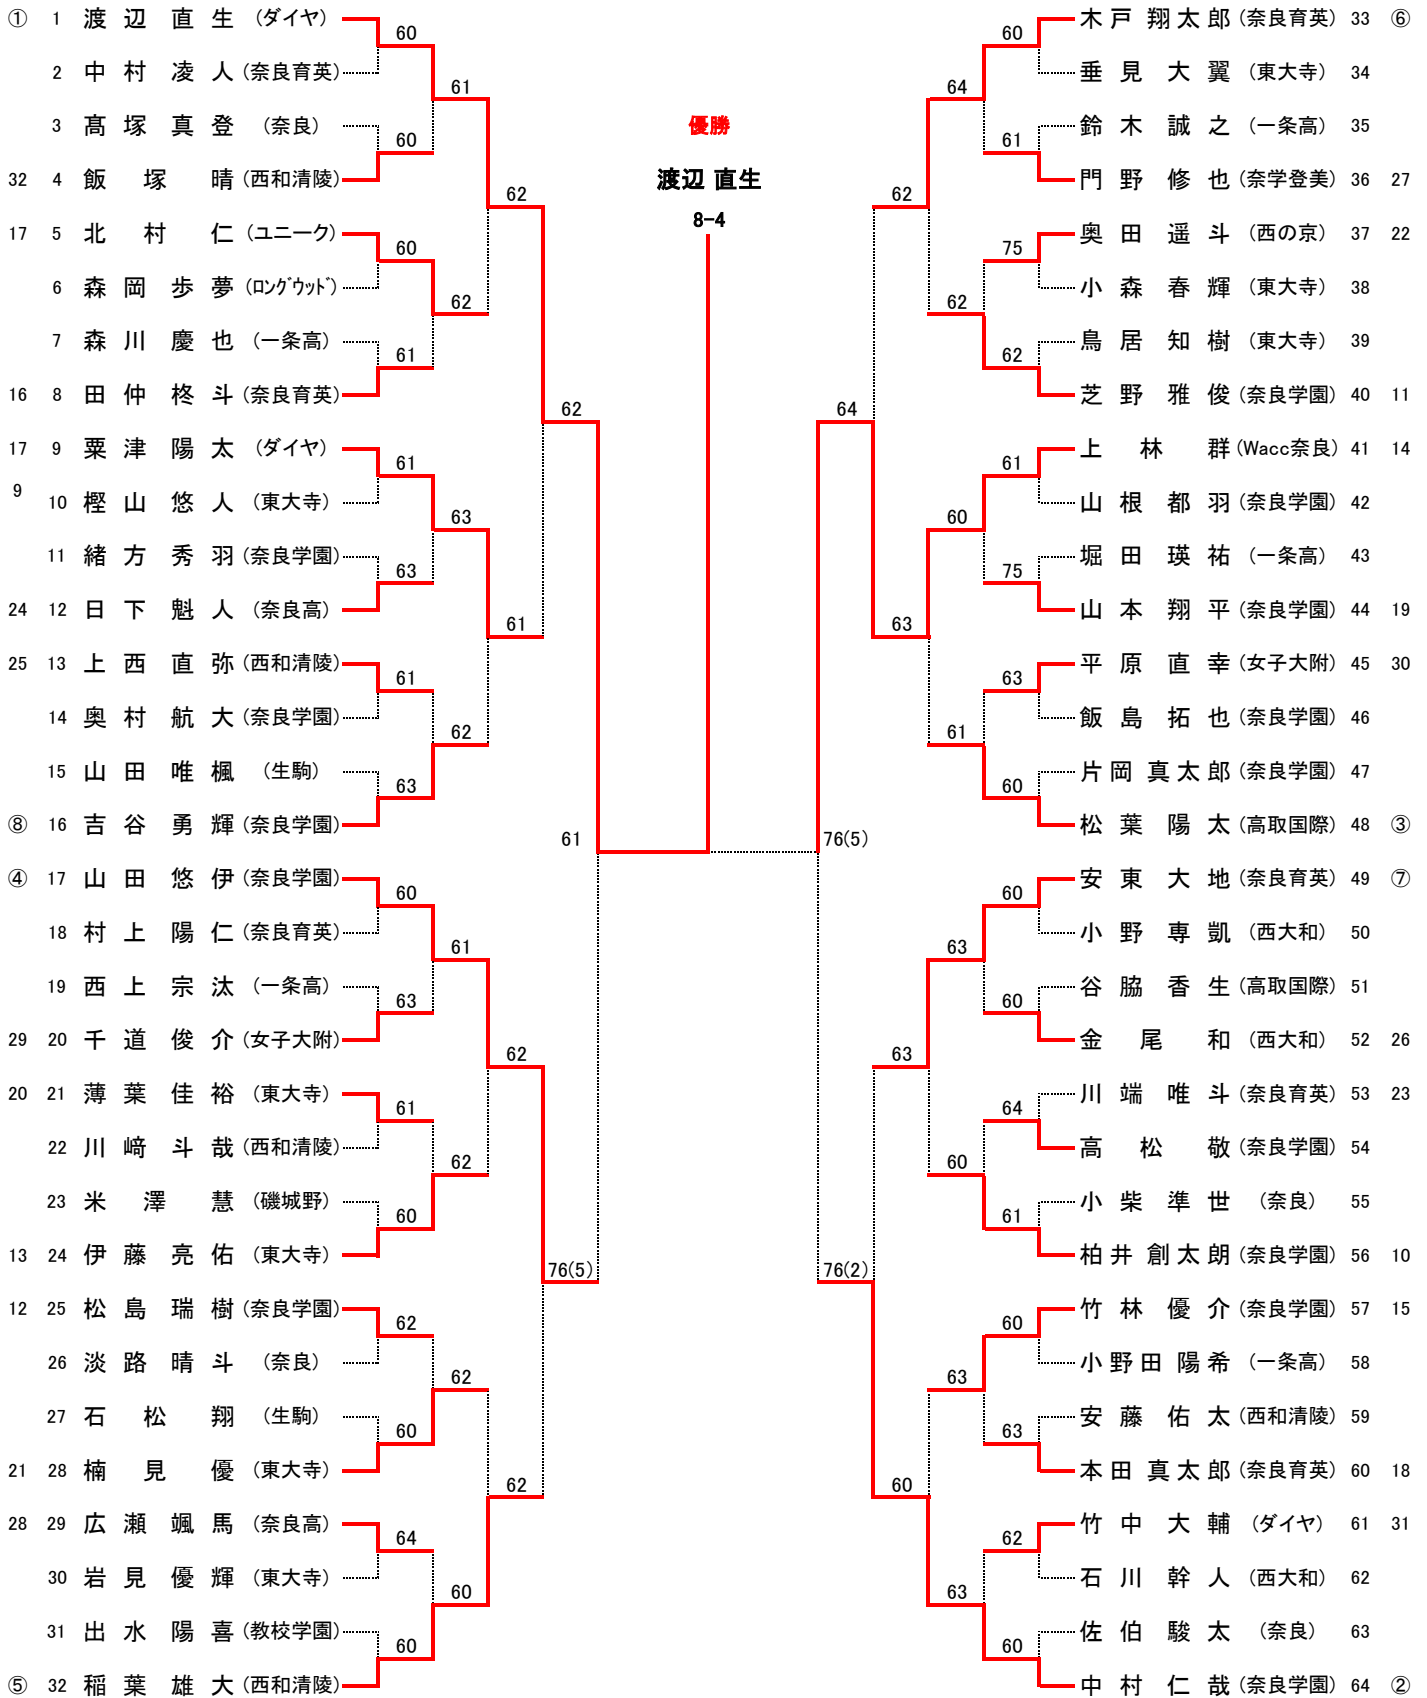 ① 1 渡辺 直生 (ダイヤ)
60
2 中村 凌人 (奈良育英)
61
3 髙塚 真登 (奈良)
60
32 4 飯塚 晴 (西和清陵)
62
17 5 北村 仁 (ユニーク)
60
6 森岡 歩夢 (ロングウッド)
62
7 森川 慶也 (一条高)
61
16 8 田仲 柊斗 (奈良育英)
62
17 9 粟津 陽太 (ダイヤ)
61
9
10 樫山 悠人 (東大寺)
63
11 緒方 秀羽 (奈良学園)
63
24 12 日下 魁人 (奈良高)
61
25 13 上西 直弥 (西和清陵)
61
14 奥村 航大 (奈良学園)
62
15 山田 唯楓 (生駒)
63
⑧ 16 吉谷 勇輝 (奈良学園)
61
④ 17 山田 悠伊 (奈良学園)
60
18 村上 陽仁 (奈良育英)
61
19 西上 宗汰 (一条高)
63
29 20 千道 俊介 (女子大附)
62
20 21 薄葉 佳裕 (東大寺)
61
22 川﨑 斗哉 (西和清陵)
62
23 米澤 慧 (磯城野)
60
13 24 伊藤 亮佑 (東大寺)
76(5)
12 25 松島 瑞樹 (奈良学園)
62
26 淡路 晴斗 (奈良)
62
27 石松 翔 (生駒)
60
21 28 楠見 優 (東大寺)
62
28 29 広瀬 颯馬 (奈良高)
64
30 岩見 優輝 (東大寺)
60
31 出水 陽喜 (教校学園)
60
⑤ 32 稲葉 雄大 (西和清陵)
優勝
渡辺 直生
8-4
木戸 翔太郎 (奈良育英) 33 ⑥
60
垂見 大翼 (東大寺) 34
64
鈴木 誠之 (一条高) 35
61
門野 修也 (奈学登美) 36 27
62
奥田 遥斗 (西の京) 37 22
75
小森 春輝 (東大寺) 38
62
鳥居 知樹 (東大寺) 39
62
芝野 雅俊 (奈良学園) 40 11
64
上林 群 (Wacc奈良) 41 14
61
山根 都羽 (奈良学園) 42
60
堀田 瑛祐 (一条高) 43
75
山本 翔平 (奈良学園) 44 19
63
平原 直幸 (女子大附) 45 30
63
飯島 拓也 (奈良学園) 46
61
片岡 真太郎 (奈良学園) 47
60
松葉 陽太 (高取国際) 48 ③
76(5)
安東 大地 (奈良育英) 49 ⑦
60
小野 専凱 (西大和) 50
63
谷脇 香生 (高取国際) 51
60
金尾 和 (西大和) 52 26
63
川端 唯斗 (奈良育英) 53 23
64
高松 敬 (奈良学園) 54
60
小柴 準世 (奈良) 55
61
柏井 創太朗 (奈良学園) 56 10
76(2)
竹林 優介 (奈良学園) 57 15
60
小野田 陽希 (一条高) 58
63
安藤 佑太 (西和清陵) 59
63
本田 真太郎 (奈良育英) 60 18
60
竹中 大輔 (ダイヤ) 61 31
62
石川 幹人 (西大和) 62
63
佐伯 駿太 (奈良) 63
60
中村 仁哉 (奈良学園) 64 ②